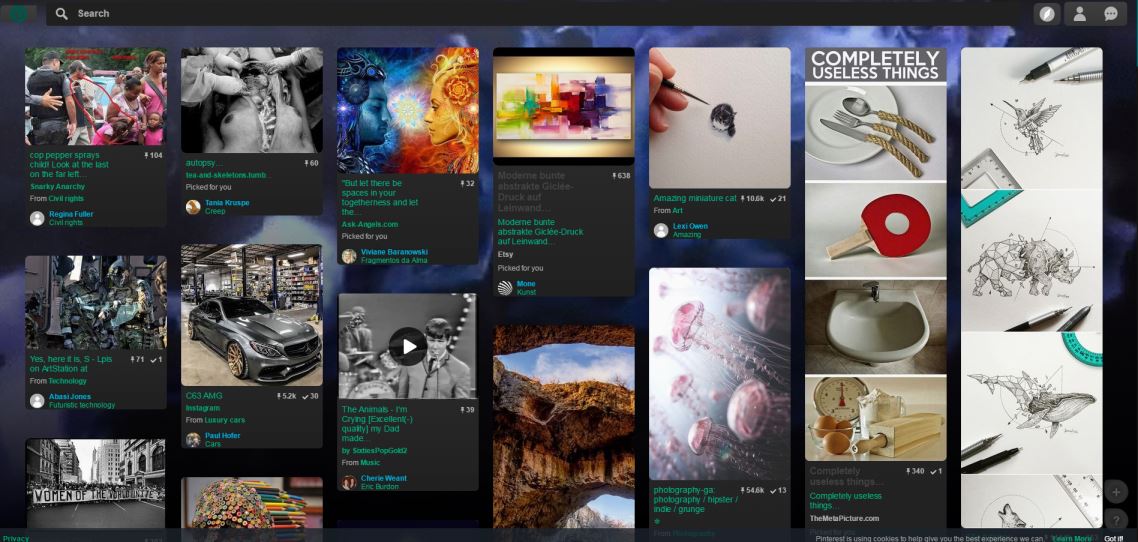 Search
cop pepper sprays
child! Look at the last
on the far left...
104
Snarky Anarchy
From Civil rights
Regina Fuller
Civil rights
Yes, here it is, S - Lpis
on ArtStation at
71
1
From Technology
Abasi Jones
Futuristic technology
WOMEN OF THE WORLD UNITE
autopsy...
60
tea-and-skeletons.tumb...
Picked for you
Tania Kruspe
Creep
C63 AMG
5.2k
30
Instagram
From Luxury cars
Paul Hofer
Cars
"But let there be
spaces in your
togetherness and let
the...
32
Ask-Angels.com
Picked for you
Viviane Baranowski
Fragmentos da Alma
The Animals - I'm
Crying [Excellent(-)
quality] my Dad
made...
39
by SixtiesPopGold2
From Music
Cherie Weant
Eric Burdon
Moderne bunte
abstrakte Giclée-
Druck auf
Leinwand...
638
Moderne bunte
abstrakte Giclée-Druck
auf Leinwand...
Etsy
Picked for you
Mone
Kunst
Amazing miniature cat
10.6k
21
From Art
Lexi Owen
Amazing
photography-ga:
photography / hipster /
indie / grunge
54.6k
13
From Photography
COMPLETELY
USELESS THINGS
Completely
useless things...
340
1
Completely useless
things...
TheMetaPicture.com
Picked for you
+
?
Privacy
Pinterest is using cookies to help give you the best experience we can. Learn More Got it!